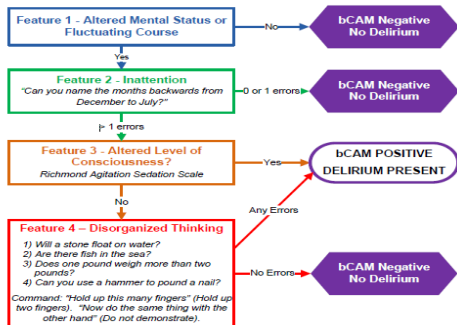 Feature 1 - Altered Mental Status or
Fluctuating Course
No
bCAM Negative
No Delirium
Yes
Feature 2 - Inattention
"Can you name the months backwards from
December to July?"
0 or 1 errors
bCAM Negative
No Delirium
> 1 errors
Feature 3 - Altered Level of
Consciousness?
Richmond Agitation Sedation Scale
Yes
bCAM POSITIVE
DELIRIUM PRESENT
No
Any Errors
Feature 4 – Disorganized Thinking
1) Will a stone float on water?
2) Are there fish in the sea?
3) Does one pound weigh more than two
pounds?
4) Can you use a hammer to pound a nail?
Command: "Hold up this many fingers" (Hold up
two fingers). "Now do the same thing with the
other hand" (Do not demonstrate).
No Errors
bCAM Negative
No Delirium